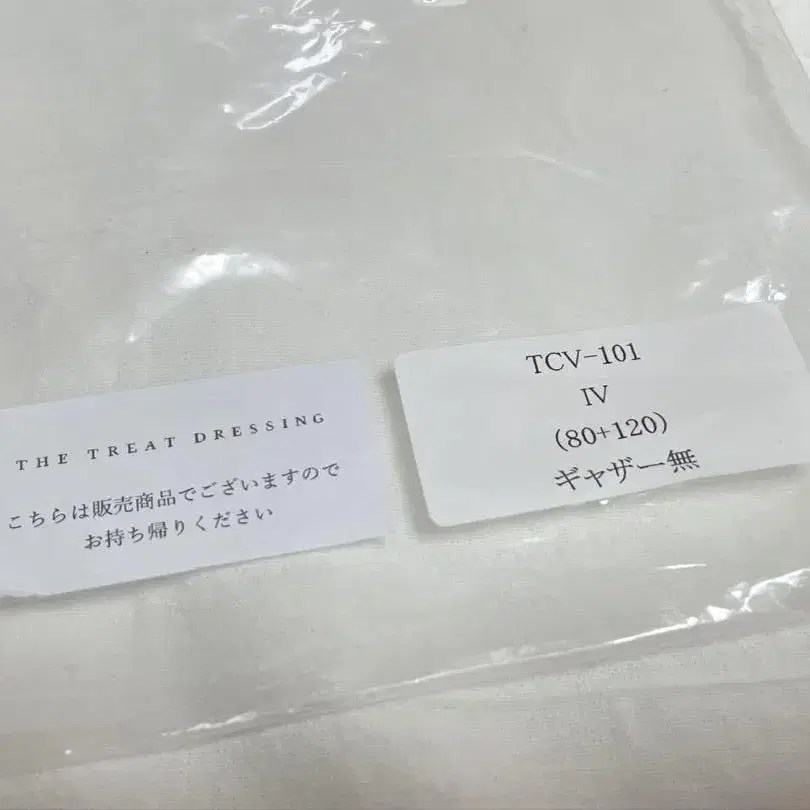 THE TREAT DRESSING
こちらは販売商品でございますので
お持ち帰りください
TCV-101
IV
(80+120)
ギャザー無